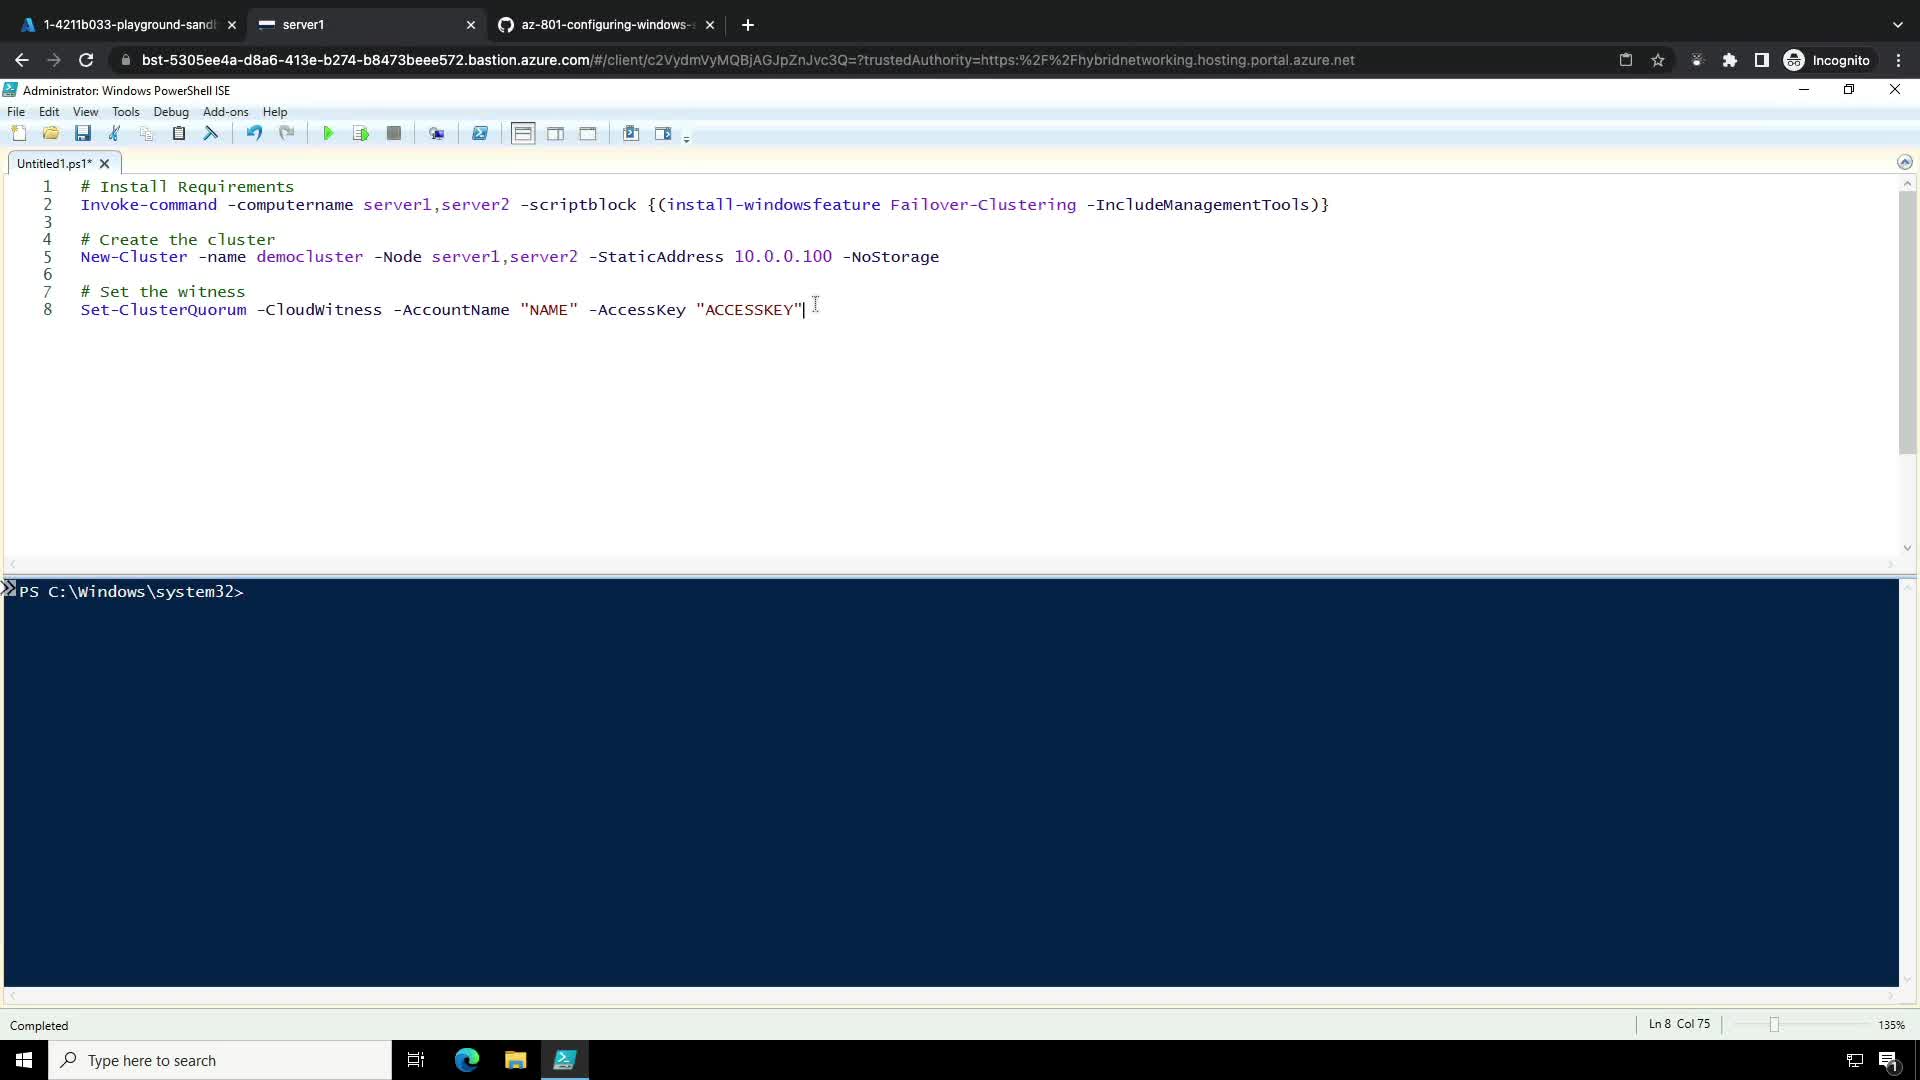 1-4211b033-playground-sand
server1
az-801-configuring-windows-
bst-5305ee4a-d8a6-413e-b274-b8473beee572.bastion.azure.com/#/client/c2VydmVyMQBjAGJpZnJvc3Q=?trustedAuthority=https:%2F%2Fhybridnetworking.hosting.portal.azure.net
Incognito
Administrator: Windows PowerShell ISE
File Edit View Tools Debug Add-ons Help
Untitled1.ps1*
1 # Install Requirements
2 Invoke-command -computername server1,server2 -scriptblock {(install-windowsfeature Failover-Clustering -IncludeManagementTools)}
3
4 # Create the cluster
5 New-Cluster -name democluster -Node server1,server2 -StaticAddress 10.0.0.100 -NoStorage
6
7 # Set the witness
8 Set-ClusterQuorum -CloudWitness -AccountName "NAME" -AccessKey "ACCESSKEY"
PS C:\Windows\system32>
Completed
Ln 8 Col 75
135%
Type here to search
1